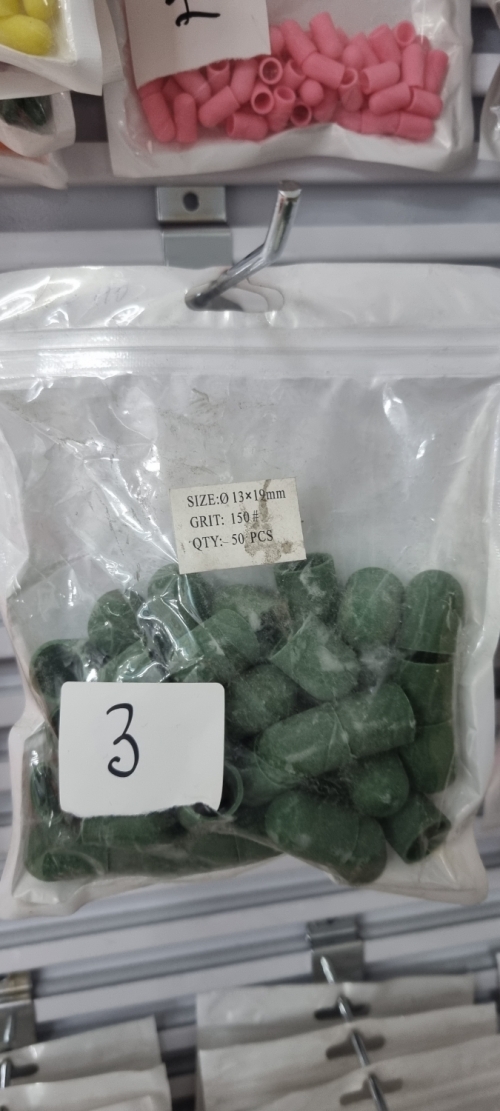 SIZE:Ø 13×19mm
GRIT: 150#
QTY: 50 PCS
3